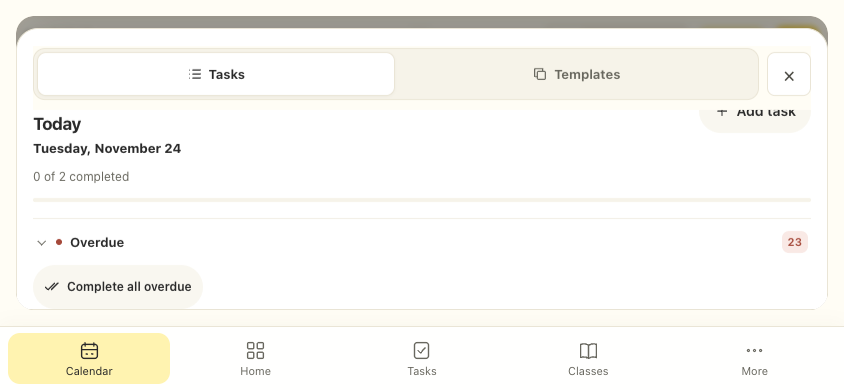 Tasks
Templates
Add task
Today
Tuesday, November 24
0 of 2 completed
Overdue
23
Complete all overdue
Calendar
Home
Tasks
Classes
More